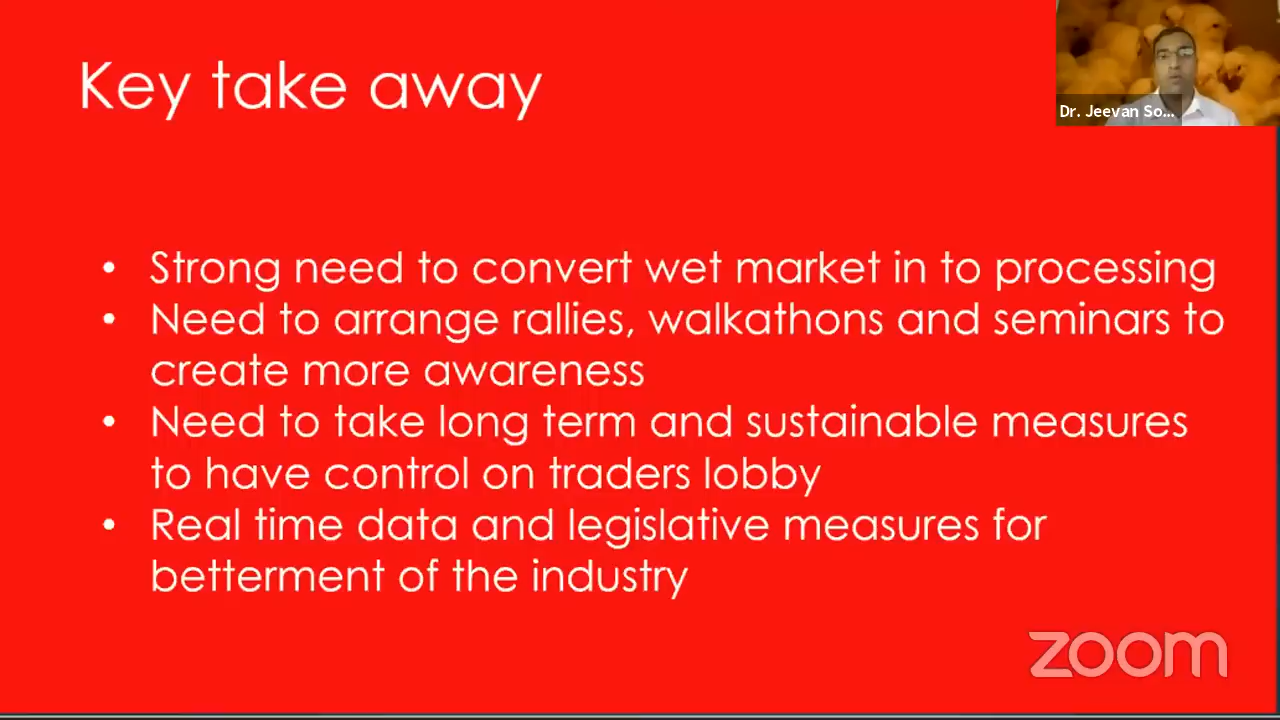 Key take away
Dr. Jeevan So...
• Strong need to convert wet market in to processing
• Need to arrange rallies, walkathons and seminars to
create more awareness
• Need to take long term and sustainable measures
to have control on traders lobby
• Real time data and legislative measures for
betterment of the industry
zoom